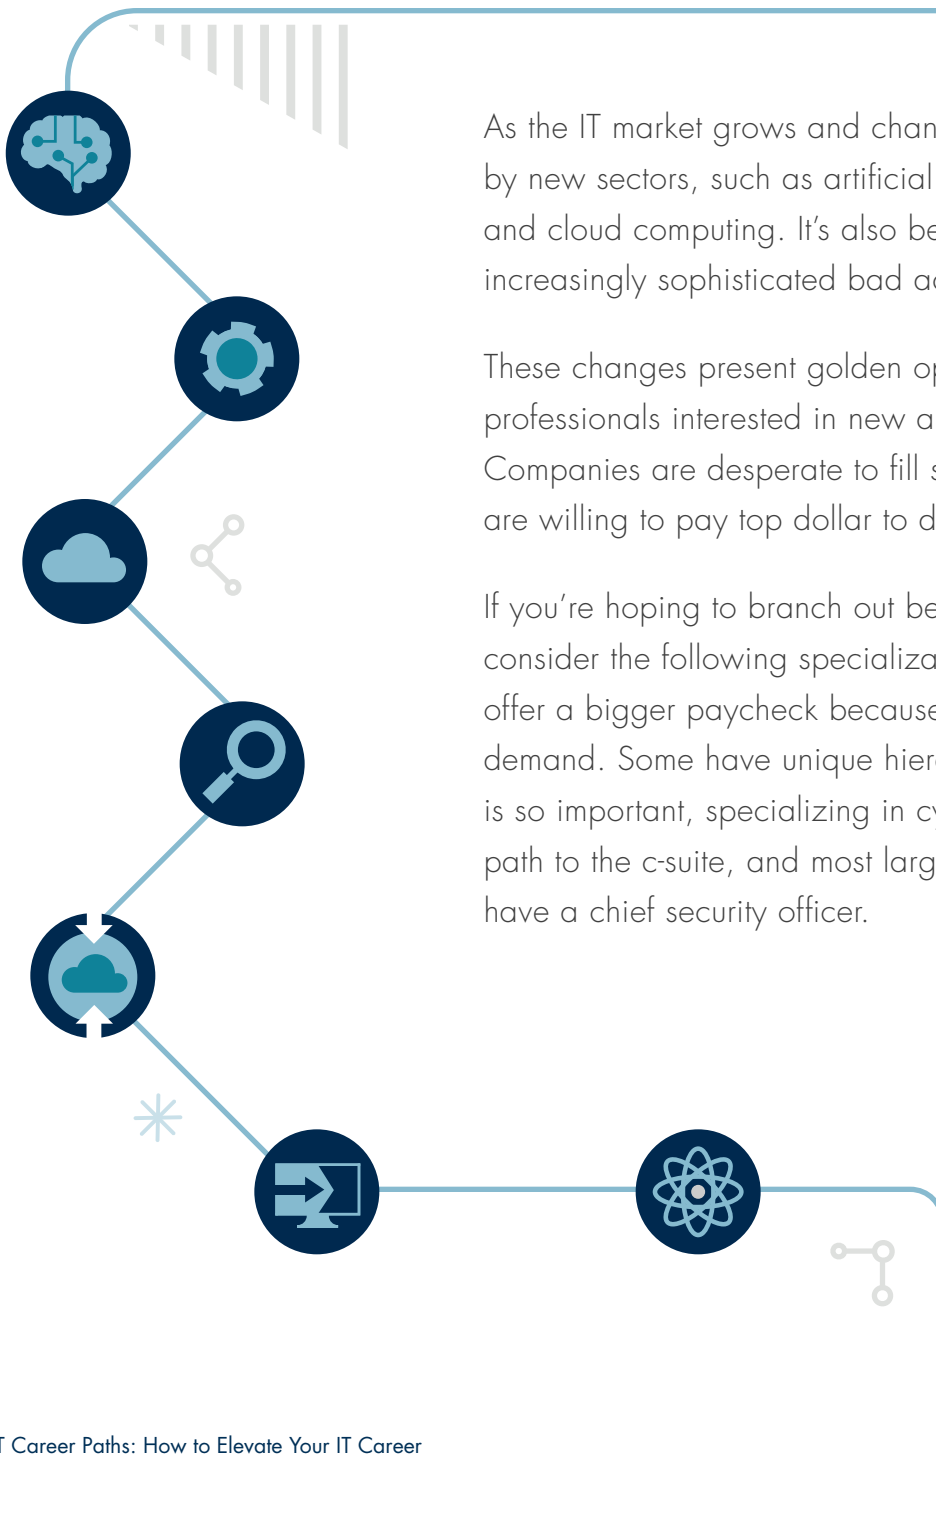 As the IT market grows and chan
by new sectors, such as artificial
and cloud computing. It’s also be
increasingly sophisticated bad a
These changes present golden op
professionals interested in new a
Companies are desperate to fill s
are willing to pay top dollar to d
If you’re hoping to branch out be
consider the following specializa
offer a bigger paycheck because
demand. Some have unique hier
is so important, specializing in cy
path to the c-suite, and most larg
have a chief security officer.
T Career Paths: How to Elevate Your IT Career